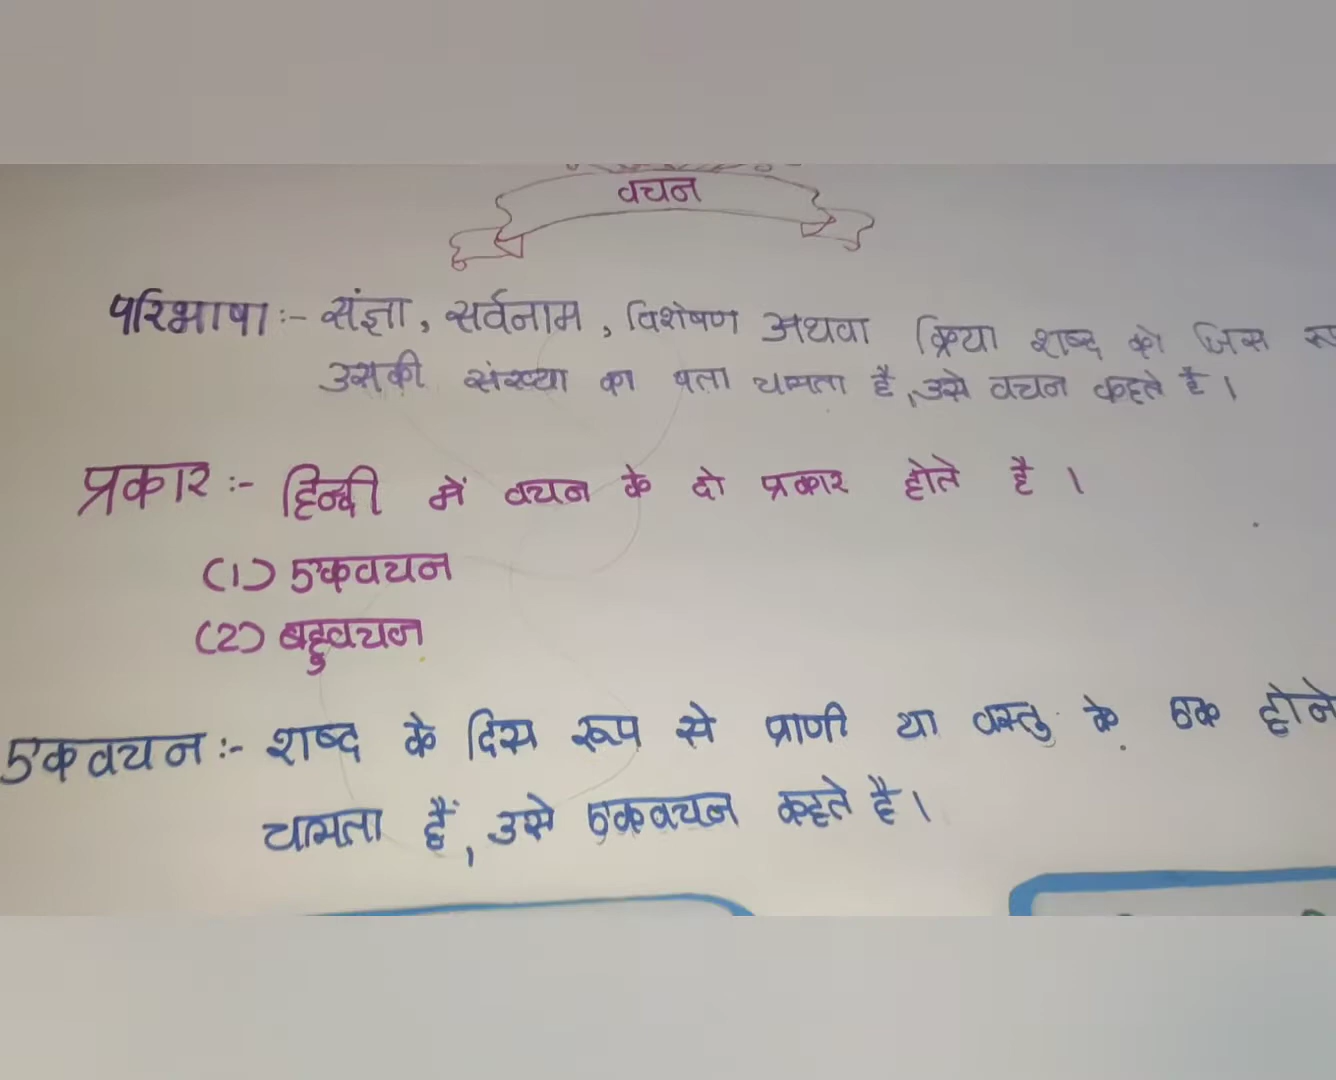 वचन
परिभाषा :- संज्ञा, सर्वनाम, विशेषण अथवा क्रिया शब्द को जिस
उसकी संख्या का पता चलता है, उसे वचन कहते है।
प्रकार :- हिन्दी में वचन के दो प्रकार होते है ।
(1) एकवचन
(2) बहुवचन
एकवचन :- शब्द के दिस रूप से प्राणी या वस्तु के एक होने
चलता हैं, उसे एकवचन कहते है।